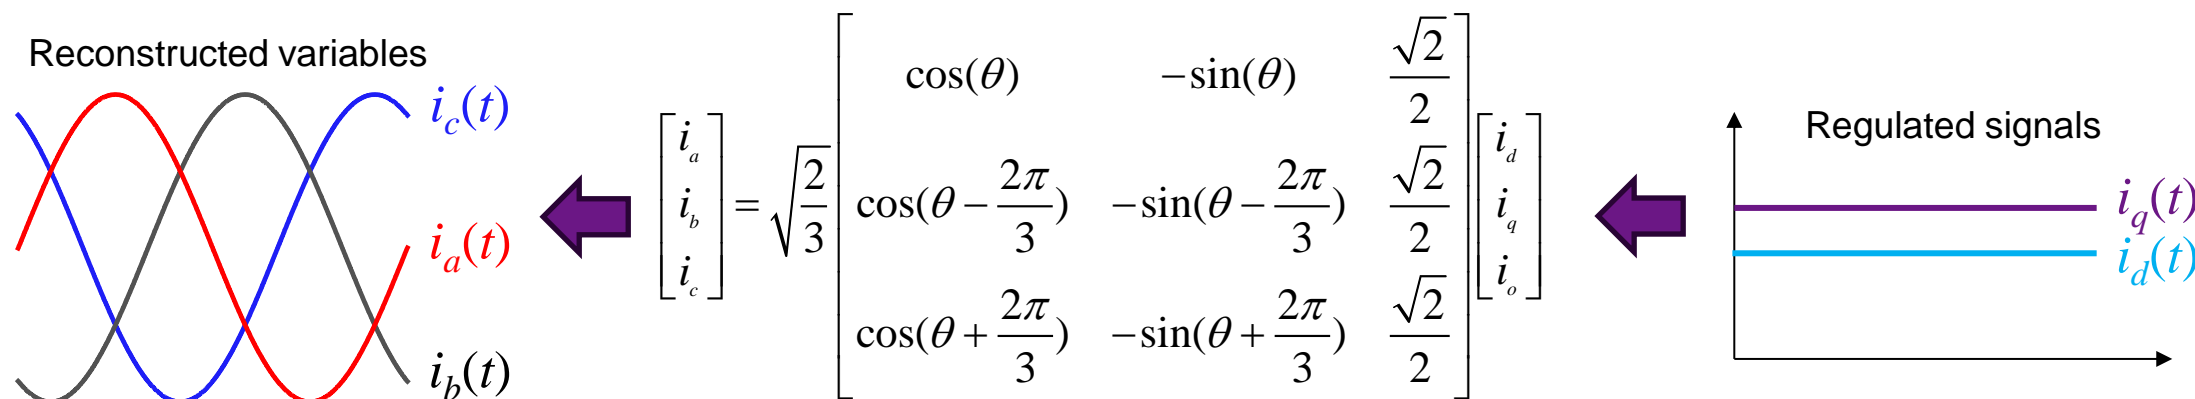 Reconstructed variables
i_c(t)
i_a(t)
i_b(t)
[i_a; i_b; i_c] = √(2/3) [cos(θ) −sin(θ) √2/2; cos(θ − 2π/3) −sin(θ − 2π/3) √2/2; cos(θ + 2π/3) −sin(θ + 2π/3) √2/2] [i_d; i_q; i_o]
Regulated signals
i_q(t)
i_d(t)